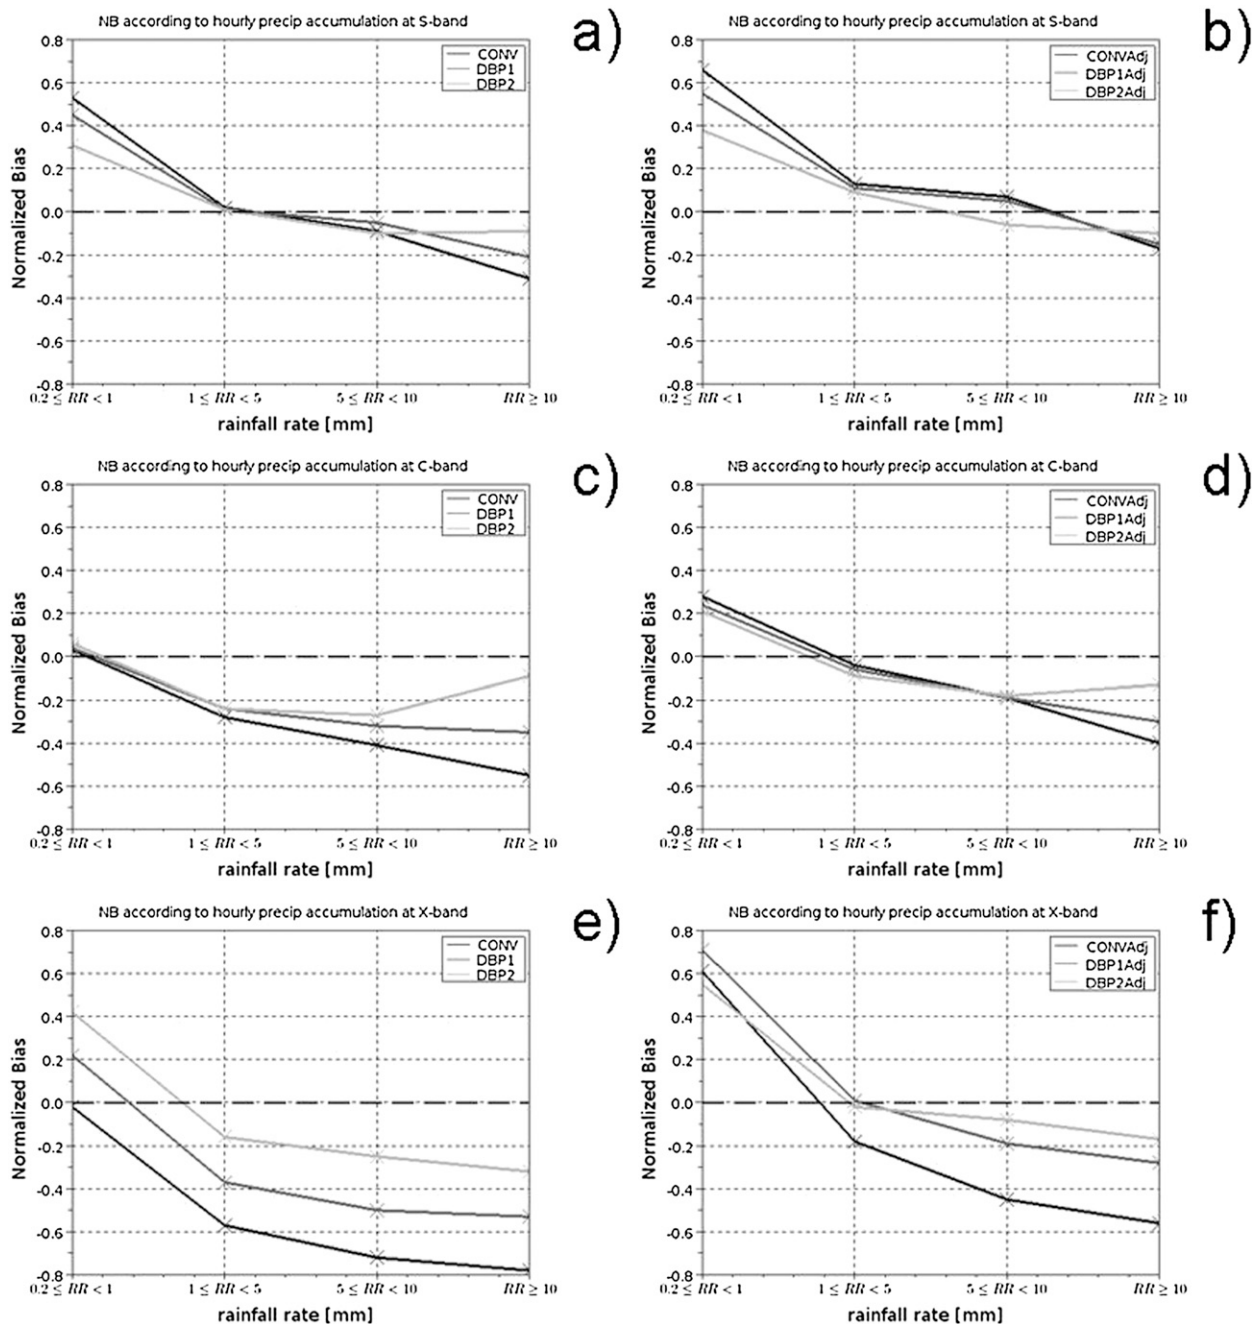 NB according to hourly precip accumulation at S-band
a)
CONV
DBP1
DBP2
0.8
0.6
0.4
0.2
0.0
-0.2
-0.4
-0.6
-0.8
Normalized Bias
0.2 ≤ RR < 1
1 ≤ RR < 5
5 ≤ RR < 10
RR ≥ 10
rainfall rate [mm]
NB according to hourly precip accumulation at S-band
b)
CONVAdj
DBP1Adj
DBP2Adj
0.8
0.6
0.4
0.2
0.0
-0.2
-0.4
-0.6
-0.8
Normalized Bias
0.2 ≤ RR < 1
1 ≤ RR < 5
5 ≤ RR < 10
RR ≥ 10
rainfall rate [mm]
NB according to hourly precip accumulation at C-band
c)
CONV
DBP1
DBP2
0.8
0.6
0.4
0.2
0.0
-0.2
-0.4
-0.6
-0.8
Normalized Bias
0.2 ≤ RR < 1
1 ≤ RR < 5
5 ≤ RR < 10
RR ≥ 10
rainfall rate [mm]
NB according to hourly precip accumulation at C-band
d)
CONVAdj
DBP1Adj
DBP2Adj
0.8
0.6
0.4
0.2
0.0
-0.2
-0.4
-0.6
-0.8
Normalized Bias
0.2 ≤ RR < 1
1 ≤ RR < 5
5 ≤ RR < 10
RR ≥ 10
rainfall rate [mm]
NB according to hourly precip accumulation at X-band
e)
CONV
DBP1
DBP2
0.8
0.6
0.4
0.2
0.0
-0.2
-0.4
-0.6
-0.8
Normalized Bias
0.2 ≤ RR < 1
1 ≤ RR < 5
5 ≤ RR < 10
RR ≥ 10
rainfall rate [mm]
NB according to hourly precip accumulation at X-band
f)
CONVAdj
DBP1Adj
DBP2Adj
0.8
0.6
0.4
0.2
0.0
-0.2
-0.4
-0.6
-0.8
Normalized Bias
0.2 ≤ RR < 1
1 ≤ RR < 5
5 ≤ RR < 10
RR ≥ 10
rainfall rate [mm]